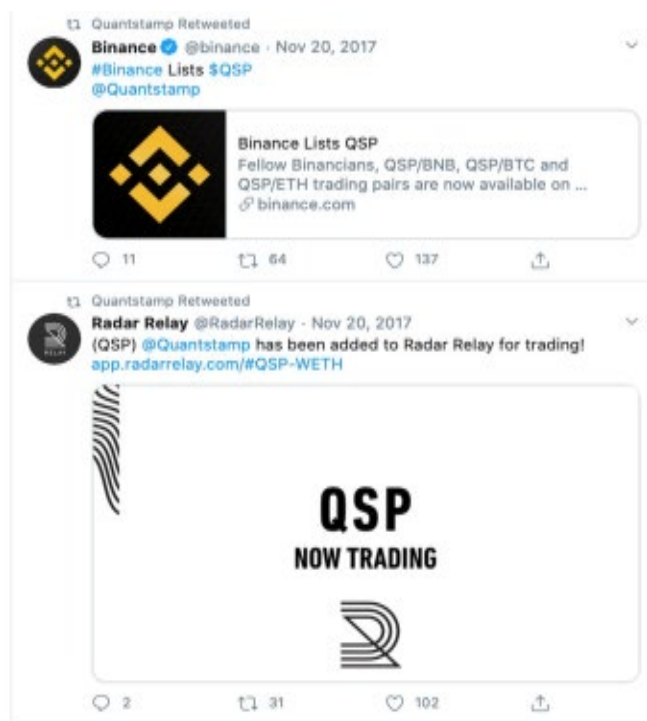 Quantstamp Retweeted
Binance @binance · Nov 20, 2017
#Binance Lists $QSP
@Quantstamp
Binance Lists QSP
Fellow Binancians, QSP/BNB, QSP/BTC and
QSP/ETH trading pairs are now available on ...
binance.com
11 64 137
Quantstamp Retweeted
Radar Relay @RadarRelay · Nov 20, 2017
(QSP) @Quantstamp has been added to Radar Relay for trading!
app.radarrelay.com/#QSP-WETH
RELAY
QSP
NOW TRADING
2 31 102